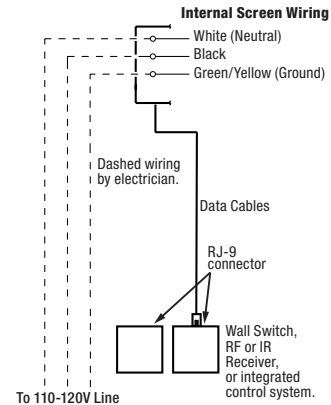 Internal Screen Wiring
White (Neutral)
Black
Green/Yellow (Ground)
Dashed wiring
by electrician.
Data Cables
RJ-9
connector
Wall Switch,
RF or IR
Receiver,
or integrated
control system.
To 110-120V Line